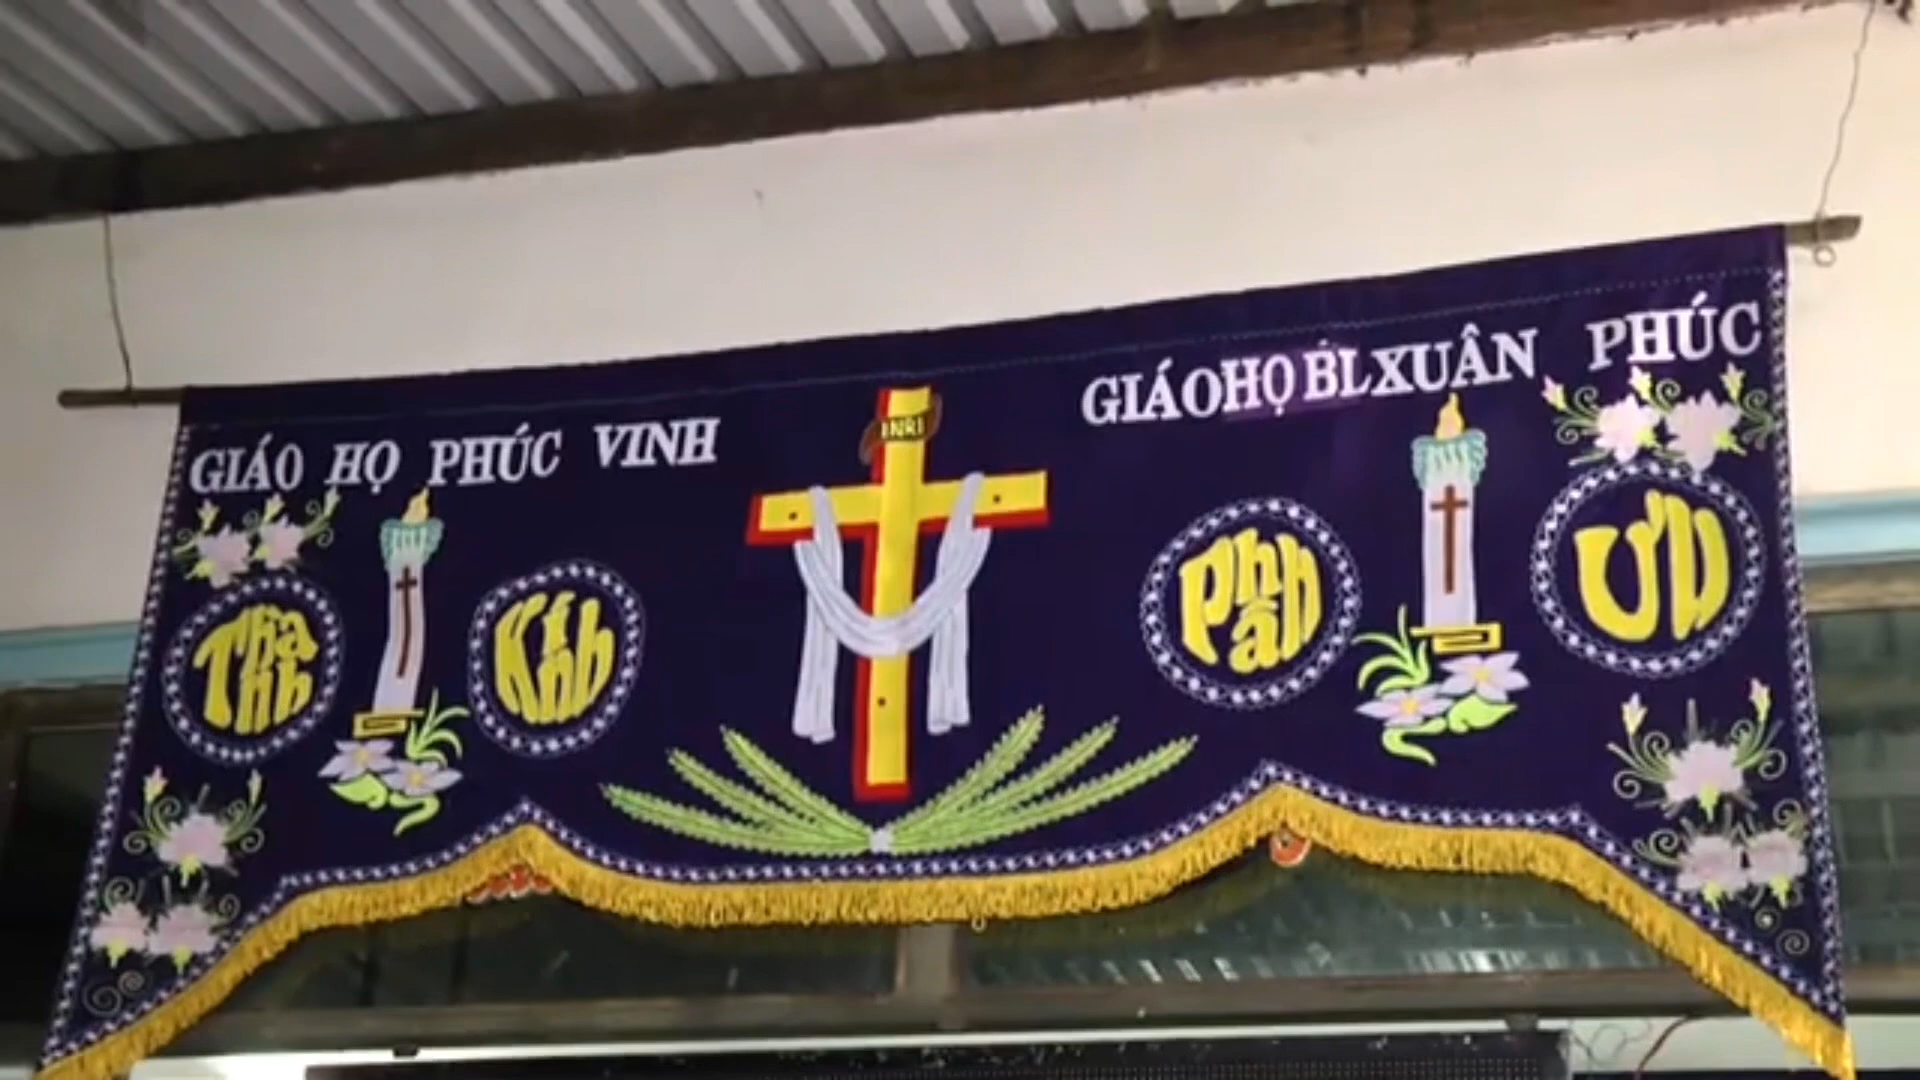 GIÁO HỌ PHÚC VINH
GIÁO HỌ BL XUÂN PHÚC
INRI
Thành Kính Phân Ưu